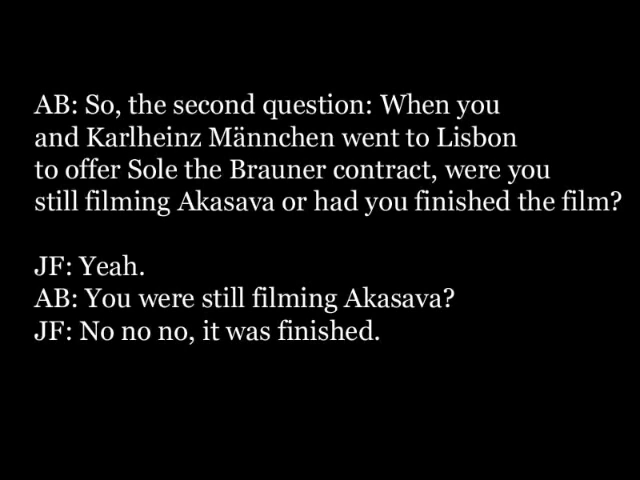 AB: So, the second question: When you
and Karlheinz Männchen went to Lisbon
to offer Sole the Brauner contract, were you
still filming Akasava or had you finished the film?
JF: Yeah.
AB: You were still filming Akasava?
JF: No no no, it was finished.